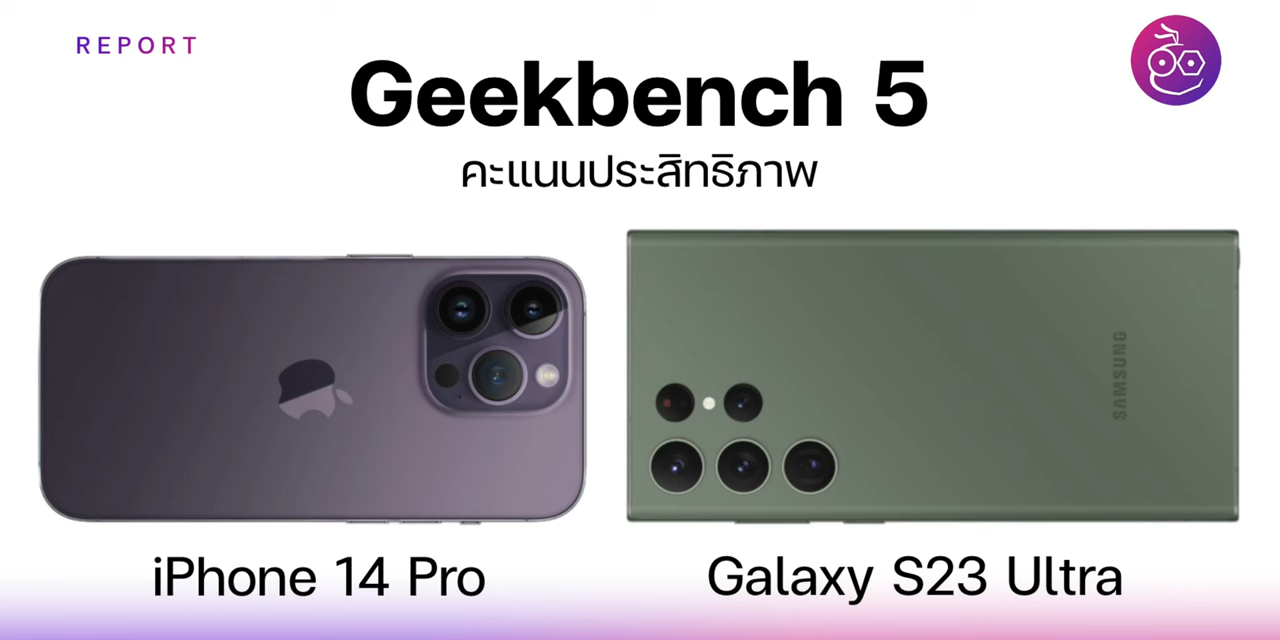 REPORT
Geekbench 5
คะแนนประสิทธิภาพ
SAMSUNG
iPhone 14 Pro
Galaxy S23 Ultra